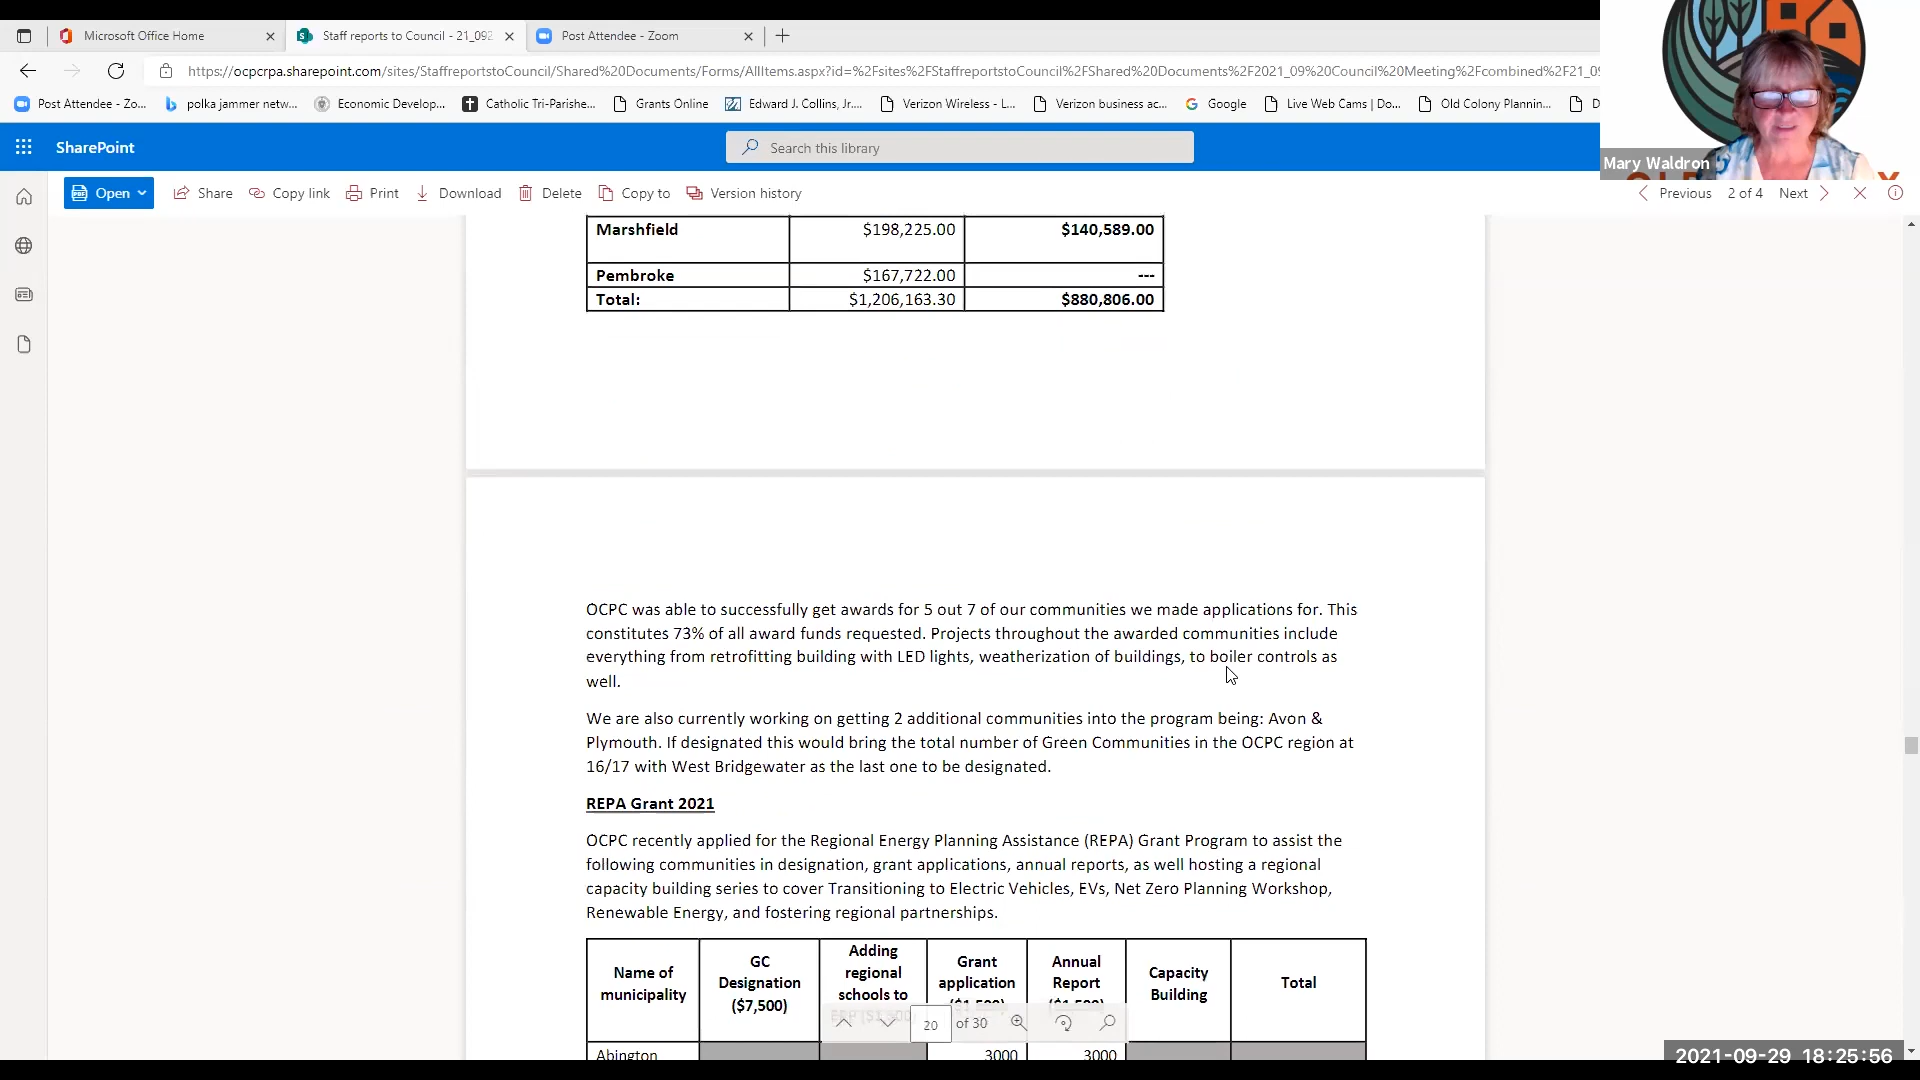 Microsoft Office Home
Staff reports to Council - 21_092
Post Attendee - Zoom
https://ocpcrpa.sharepoint.com/sites/StaffreportstoCouncil/Shared%20Documents/Forms/AllItems.aspx?id=%2Fsites%2FStaffreportstoCouncil%2FShared%20Documents%2F2021_09%20Council%20Meeting%2Fcombined%2F21_09
Post Attendee - Zo...
polka jammer netw...
Economic Develop...
Catholic Tri-Parishe...
Grants Online
Edward J. Collins, Jr....
Verizon Wireless - L...
Verizon business ac...
Google
Live Web Cams | Do...
Old Colony Plannin...
D
SharePoint
Search this library
Mary Waldron
Open
Share
Copy link
Print
Download
Delete
Copy to
Version history
Previous
2 of 4
Next
Marshfield $198,225.00 $140,589.00
Pembroke $167,722.00 ---
Total: $1,206,163.30 $880,806.00
OCPC was able to successfully get awards for 5 out 7 of our communities we made applications for. This
constitutes 73% of all award funds requested. Projects throughout the awarded communities include
everything from retrofitting building with LED lights, weatherization of buildings, to boiler controls as
well.
We are also currently working on getting 2 additional communities into the program being: Avon &
Plymouth. If designated this would bring the total number of Green Communities in the OCPC region at
16/17 with West Bridgewater as the last one to be designated.
REPA Grant 2021
OCPC recently applied for the Regional Energy Planning Assistance (REPA) Grant Program to assist the
following communities in designation, grant applications, annual reports, as well hosting a regional
capacity building series to cover Transitioning to Electric Vehicles, EVs, Net Zero Planning Workshop,
Renewable Energy, and fostering regional partnerships.
Name of
municipality
GC
Designation
($7,500)
Adding
regional
schools to
Grant
application
($1,500)
Annual
Report
($1,500)
Capacity
Building
Total
20 of 30
Abington 3000 3000
2021-09-29 18:25:56